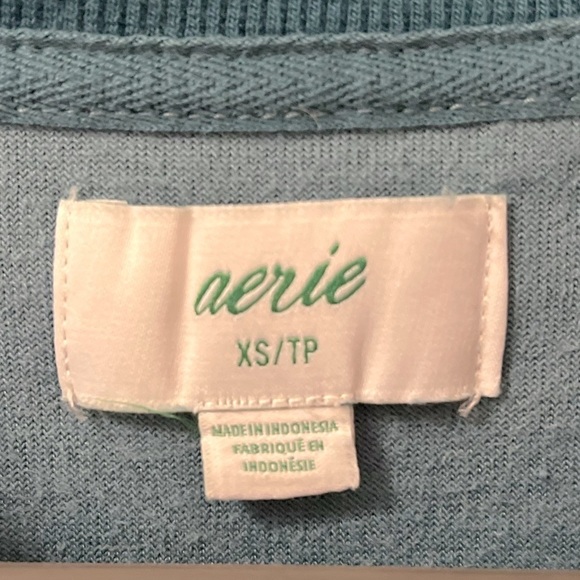 aerie
XS/TP
MADE IN INDONESIA
FABRIQUÉ EN
INDONÉSIE